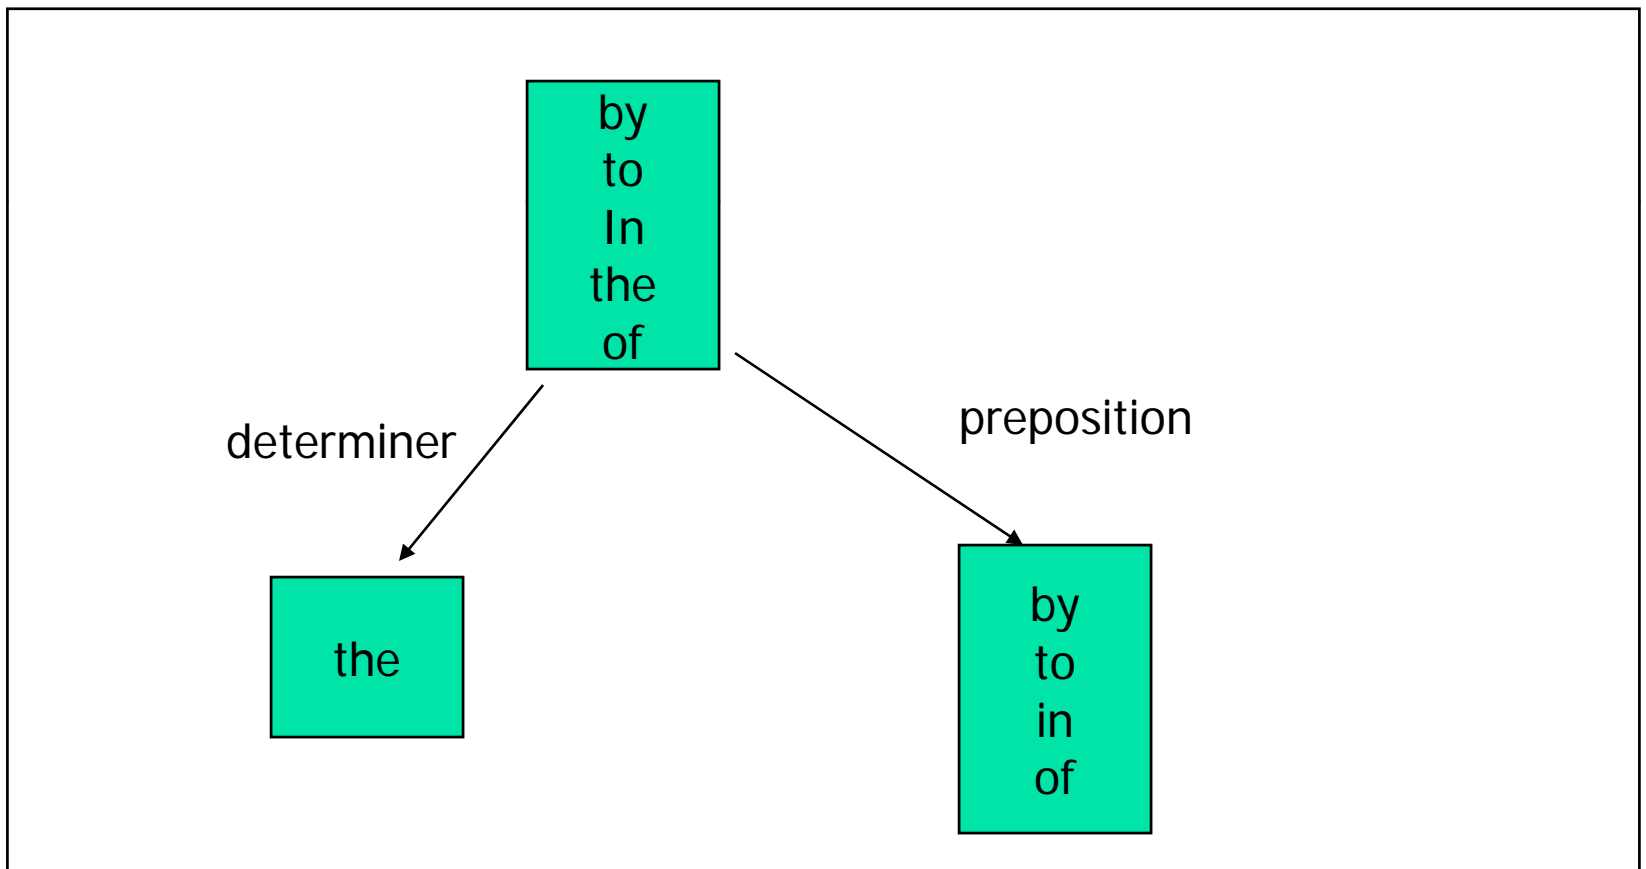 by
to
In
the
of
determiner
preposition
the
by
to
in
of